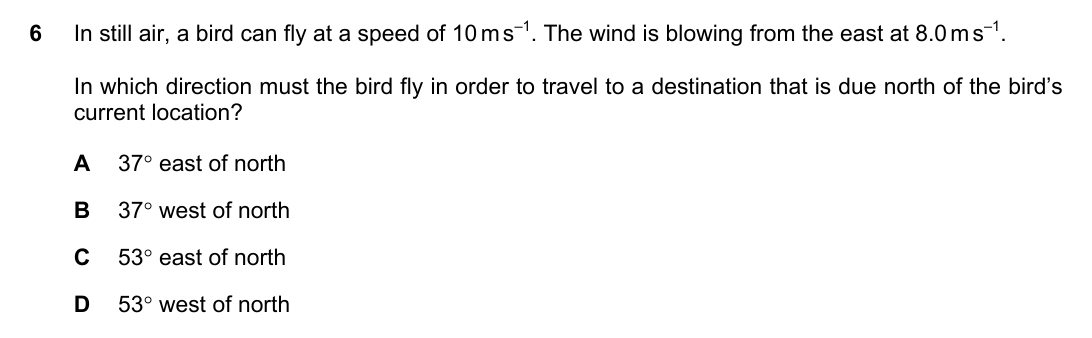 6 In still air, a bird can fly at a speed of 10 m s⁻¹. The wind is blowing from the east at 8.0 m s⁻¹.
In which direction must the bird fly in order to travel to a destination that is due north of the bird’s
current location?
A 37° east of north
B 37° west of north
C 53° east of north
D 53° west of north